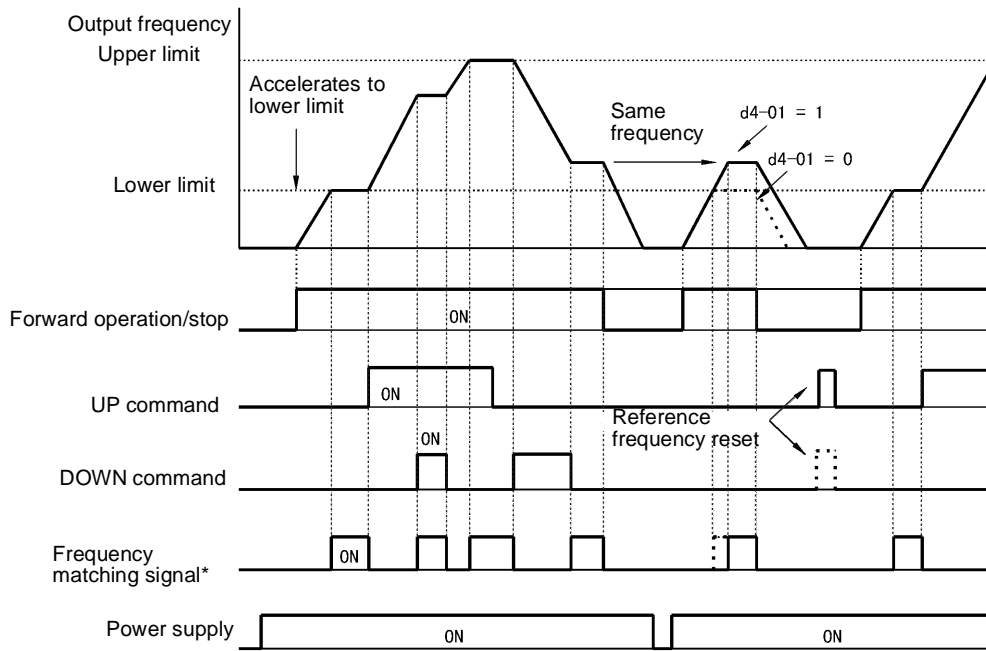 Output frequency
Upper limit
Accelerates to
lower limit
Same
frequency
d4-01 = 1
d4-01 = 0
Lower limit
Forward operation/stop
ON
UP command
ON
Reference
frequency reset
ON
DOWN command
Frequency
matching signal*
ON
Power supply
ON
ON